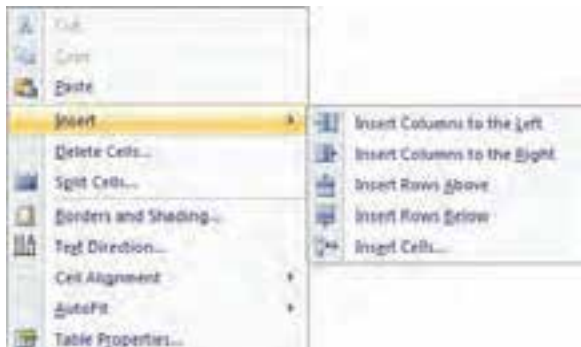 Cut
Copy
Paste
Insert
Delete Cells...
Split Cells...
Borders and Shading...
Text Direction...
Cell Alignment
AutoFit
Table Properties...
Insert Columns to the Left
Insert Columns to the Right
Insert Rows Above
Insert Rows Below
Insert Cells...